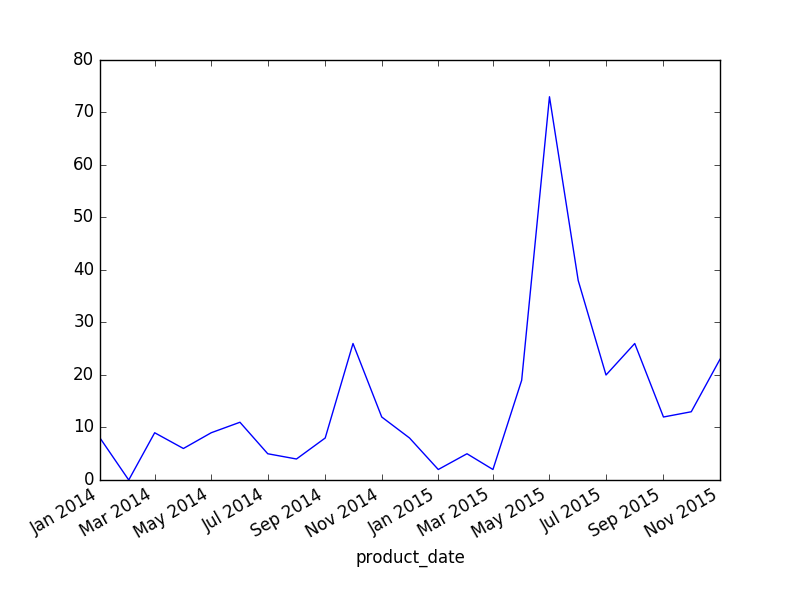 80
70
60
50
40
30
20
10
0
Jan 2014
Mar 2014
May 2014
Jul 2014
Sep 2014
Nov 2014
Jan 2015
Mar 2015
May 2015
Jul 2015
Sep 2015
Nov 2015
product_date